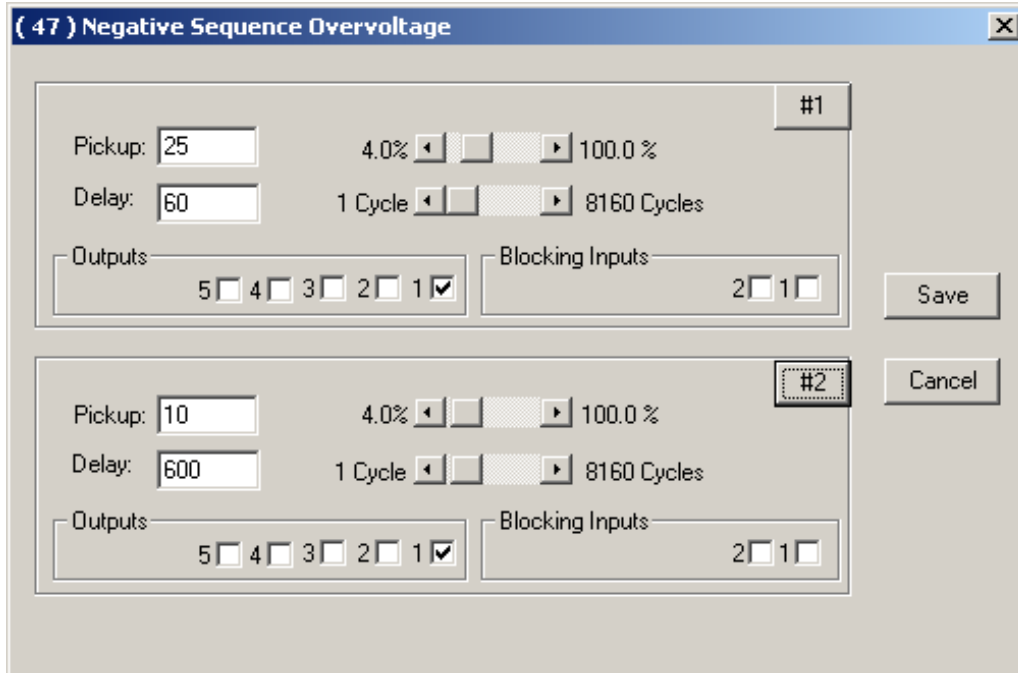 ( 47 ) Negative Sequence Overvoltage
#1
Pickup: 25 4.0% 100.0 %
Delay: 60 1 Cycle 8160 Cycles
Outputs Blocking Inputs
5 4 3 2 1 2 1
Save
#2
Cancel
Pickup: 10 4.0% 100.0 %
Delay: 600 1 Cycle 8160 Cycles
Outputs Blocking Inputs
5 4 3 2 1 2 1